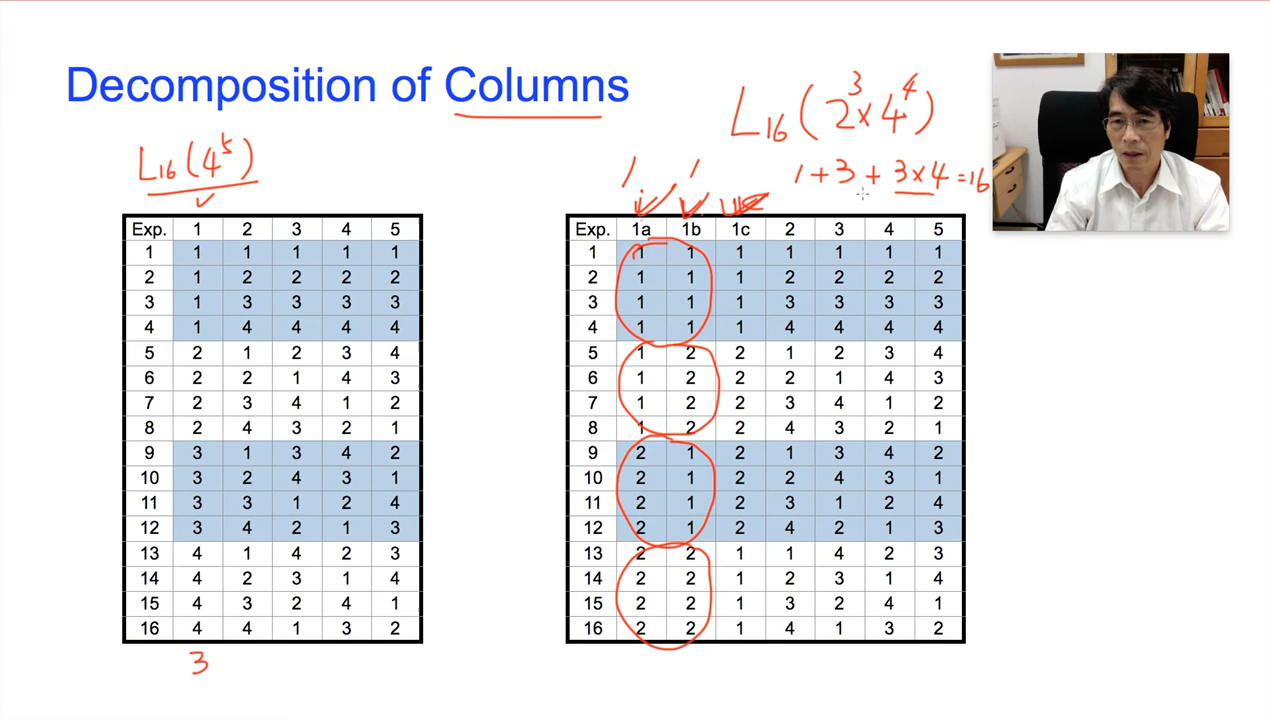 Decomposition of Columns
L16(2^3×4^4)
L16(4^5)
1 + 3 + 3×4 = 16
1 1
Exp. 1 2 3 4 5
1 1 1 1 1 1
2 1 2 2 2 2
3 1 3 3 3 3
4 1 4 4 4 4
5 2 1 2 3 4
6 2 2 1 4 3
7 2 3 4 1 2
8 2 4 3 2 1
9 3 1 3 4 2
10 3 2 4 3 1
11 3 3 1 2 4
12 3 4 2 1 3
13 4 1 4 2 3
14 4 2 3 1 4
15 4 3 2 4 1
16 4 4 1 3 2
3
Exp. 1a 1b 1c 2 3 4 5
1 1 1 1 1 1 1 1
2 1 1 1 2 2 2 2
3 1 1 1 3 3 3 3
4 1 1 1 4 4 4 4
5 1 2 2 1 2 3 4
6 1 2 2 2 1 4 3
7 1 2 2 3 4 1 2
8 1 2 2 4 3 2 1
9 2 1 2 1 3 4 2
10 2 1 2 2 4 3 1
11 2 1 2 3 1 2 4
12 2 1 2 4 2 1 3
13 2 2 1 1 4 2 3
14 2 2 1 2 3 1 4
15 2 2 1 3 2 4 1
16 2 2 1 4 1 3 2